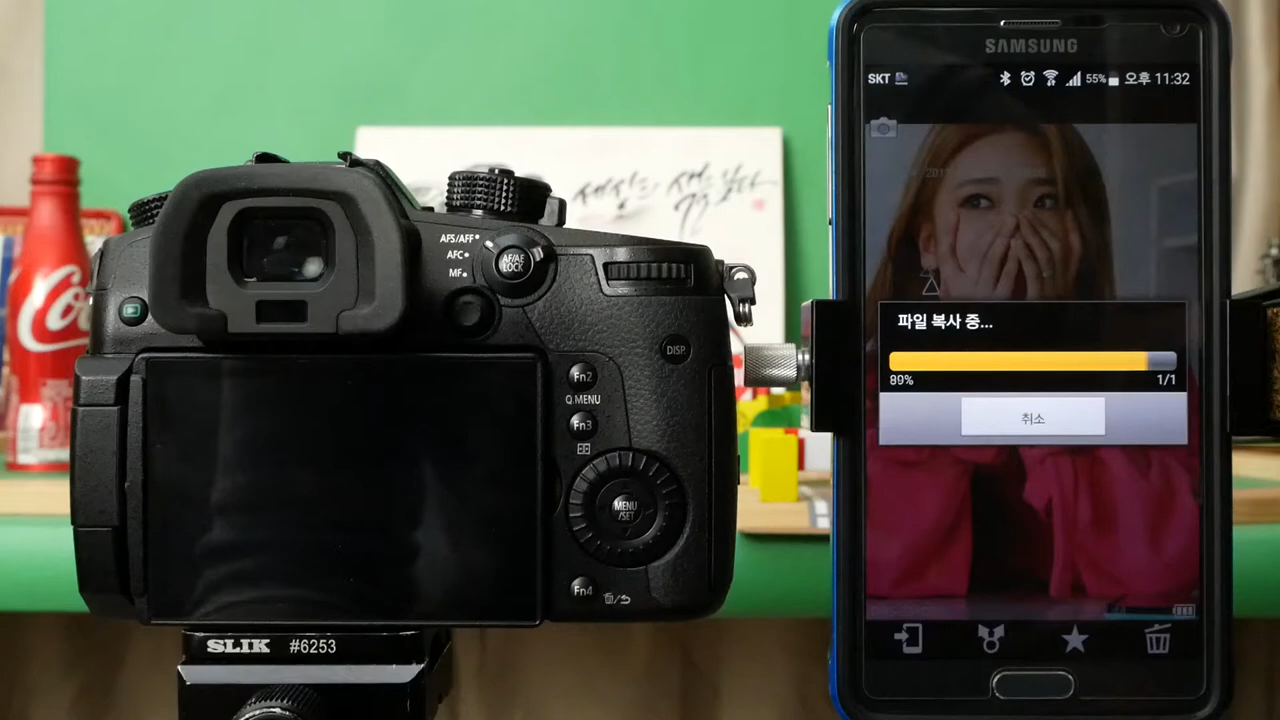 SAMSUNG
SKT 55% 오후 11:32
파일 복사 중...
89% 1/1
취소
AFS/AFF
AFC
MF
AF/AE
LOCK
DISP.
Fn2
Q.MENU
Fn3
MENU
/SET
Fn4
SLIK #6253